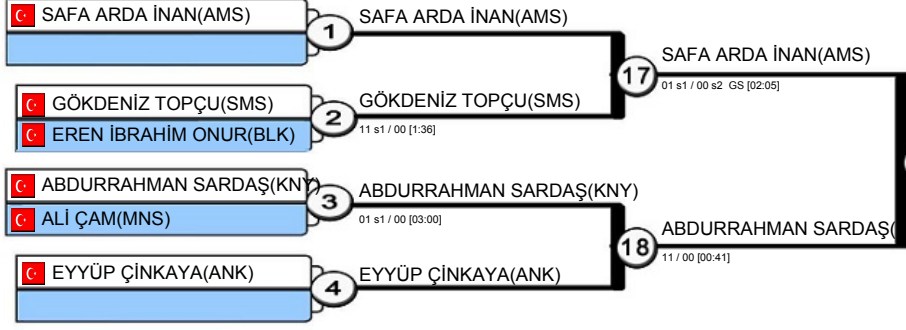 SAFA ARDA İNAN(AMS)
1
SAFA ARDA İNAN(AMS)
17
SAFA ARDA İNAN(AMS)
01 s1 / 00 s2 GS [02:05]
GÖKDENİZ TOPÇU(SMS)
EREN İBRAHİM ONUR(BLK)
2
GÖKDENİZ TOPÇU(SMS)
11 s1 / 00 [1:36]
ABDURRAHMAN SARDAŞ(KNY)
ALİ ÇAM(MNS)
3
ABDURRAHMAN SARDAŞ(KNY)
01 s1 / 00 [03:00]
18
ABDURRAHMAN SARDAŞ(
11 / 00 [00:41]
EYYÜP ÇİNKAYA(ANK)
4
EYYÜP ÇİNKAYA(ANK)